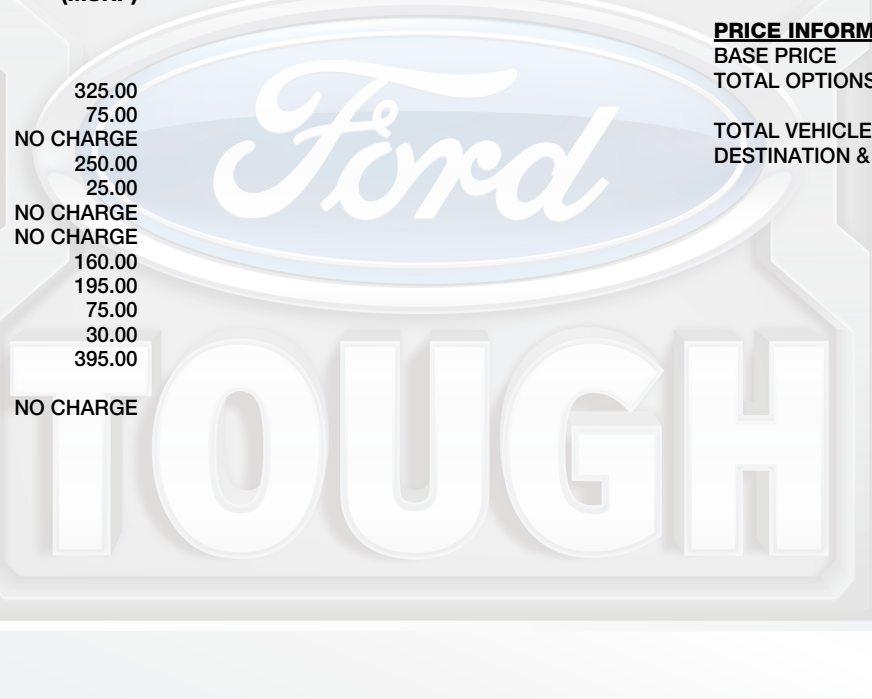 325.00
75.00
NO CHARGE
250.00
25.00
NO CHARGE
NO CHARGE
160.00
195.00
75.00
30.00
395.00
NO CHARGE
PRICE INFORM
BASE PRICE
TOTAL OPTIONS
TOTAL VEHICLE
DESTINATION &
Ford
TOUGH